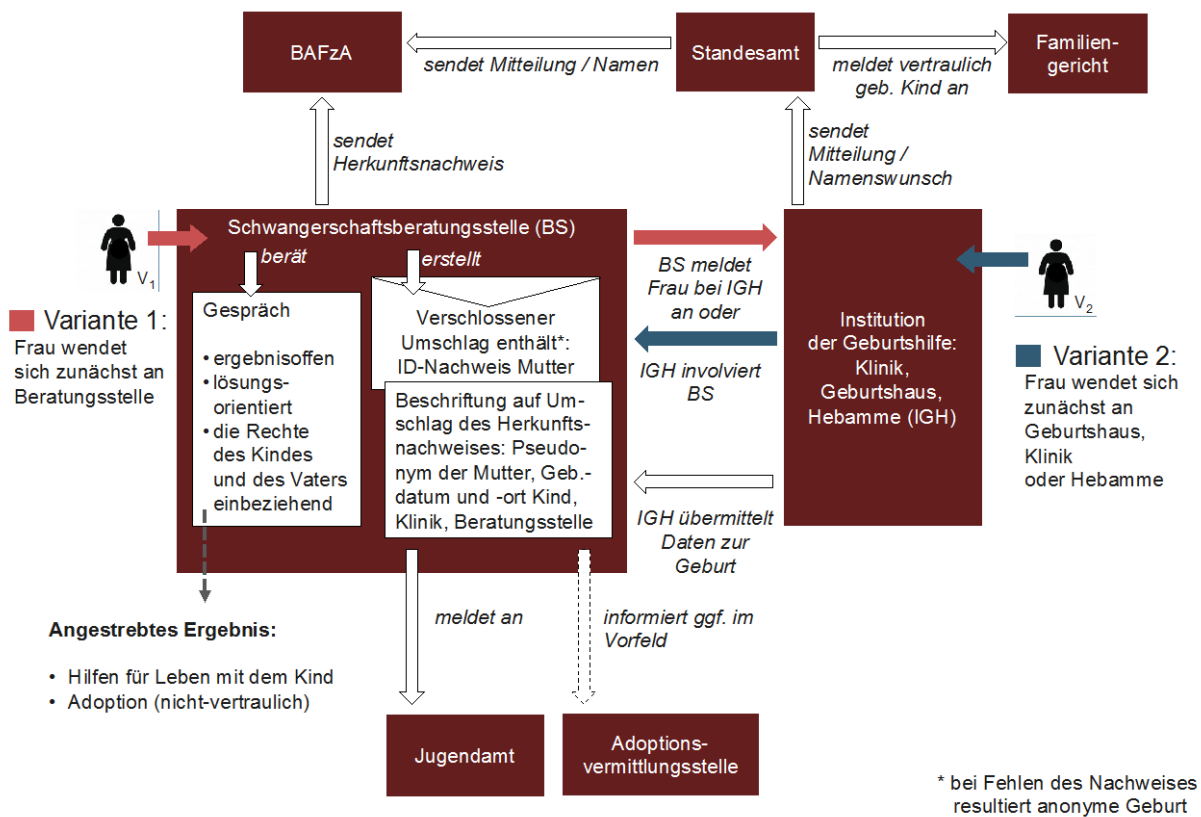 BAFzA
sendet Mitteilung / Namen
Standesamt
meldet vertraulich
geb. Kind an
Familien-
gericht
sendet
Herkunftsnachweis
sendet
Mitteilung /
Namenswunsch
V1
Variante 1:
Frau wendet
sich zunächst an
Beratungsstelle
Schwangerschaftsberatungsstelle (BS)
berät
erstellt
Gespräch
• ergebnisoffen
• lösungs-
orientiert
• die Rechte
des Kindes
und des Vaters
einbeziehend
Verschlossener
Umschlag enthält*:
ID-Nachweis Mutter
Beschriftung auf Um-
schlag des Herkunfts-
nachweises: Pseudo-
nym der Mutter, Geb.-
datum und -ort Kind,
Klinik, Beratungsstelle
BS meldet
Frau bei IGH
an oder
IGH involviert
BS
IGH übermittelt
Daten zur
Geburt
Institution
der Geburtshilfe:
Klinik,
Geburtshaus,
Hebamme (IGH)
V2
Variante 2:
Frau wendet sich
zunächst an
Geburtshaus,
Klinik
oder Hebamme
Angestrebtes Ergebnis:
• Hilfen für Leben mit dem Kind
• Adoption (nicht-vertraulich)
meldet an
informiert ggf. im
Vorfeld
Jugendamt
Adoptions-
vermittlungsstelle
* bei Fehlen des Nachweises
resultiert anonyme Geburt